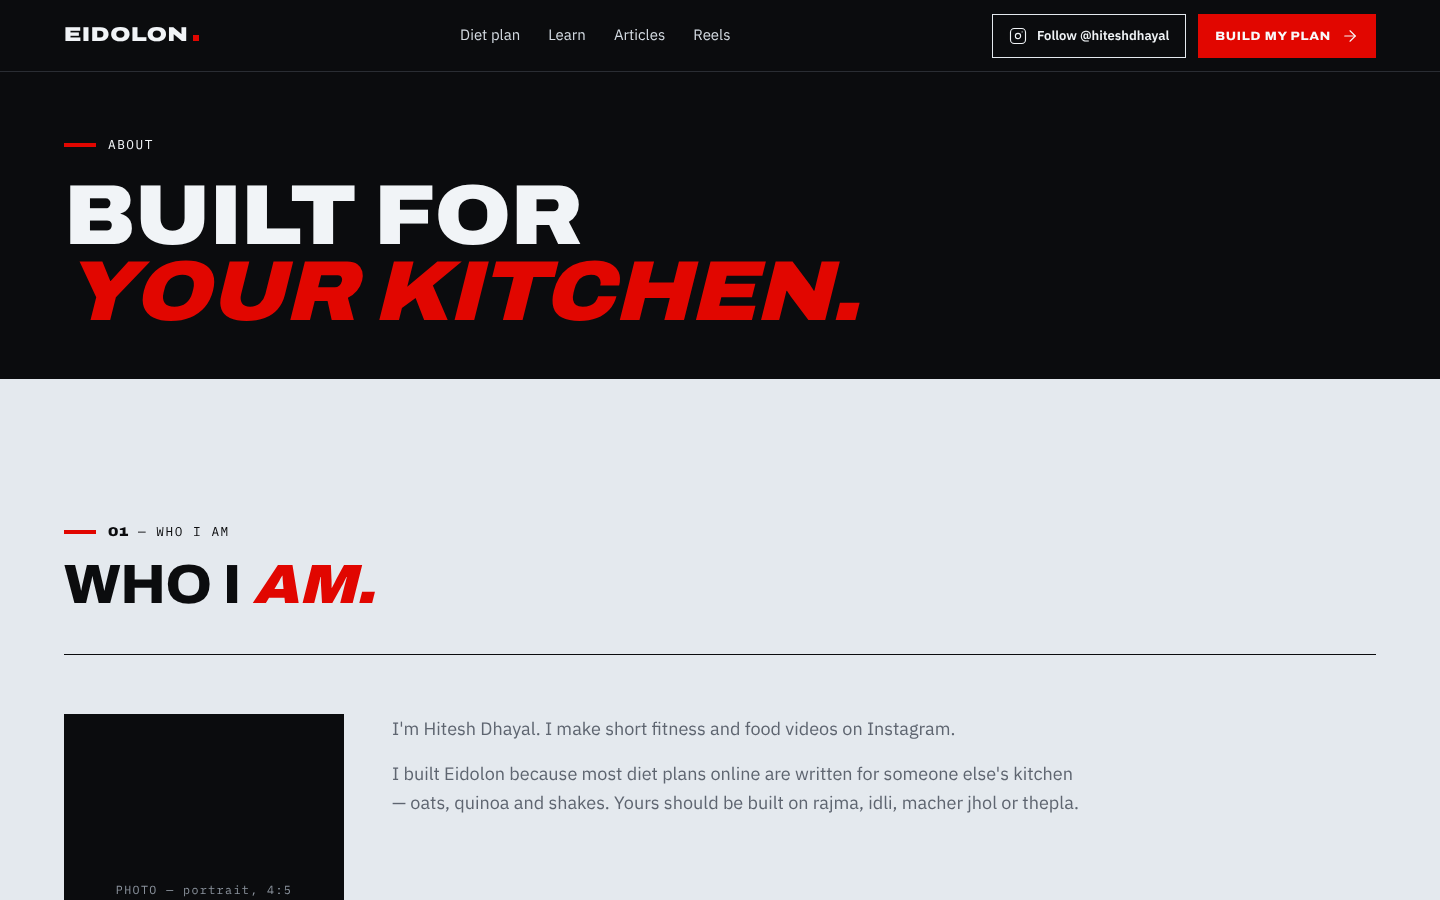 EIDOLON.
Diet plan
Learn
Articles
Reels
Follow @hiteshdhayal
BUILD MY PLAN
ABOUT
BUILT FOR
YOUR KITCHEN.
01 — WHO I AM
WHO I AM.
I'm Hitesh Dhayal. I make short fitness and food videos on Instagram.
I built Eidolon because most diet plans online are written for someone else's kitchen
— oats, quinoa and shakes. Yours should be built on rajma, idli, macher jhol or thepla.
PHOTO — portrait, 4:5